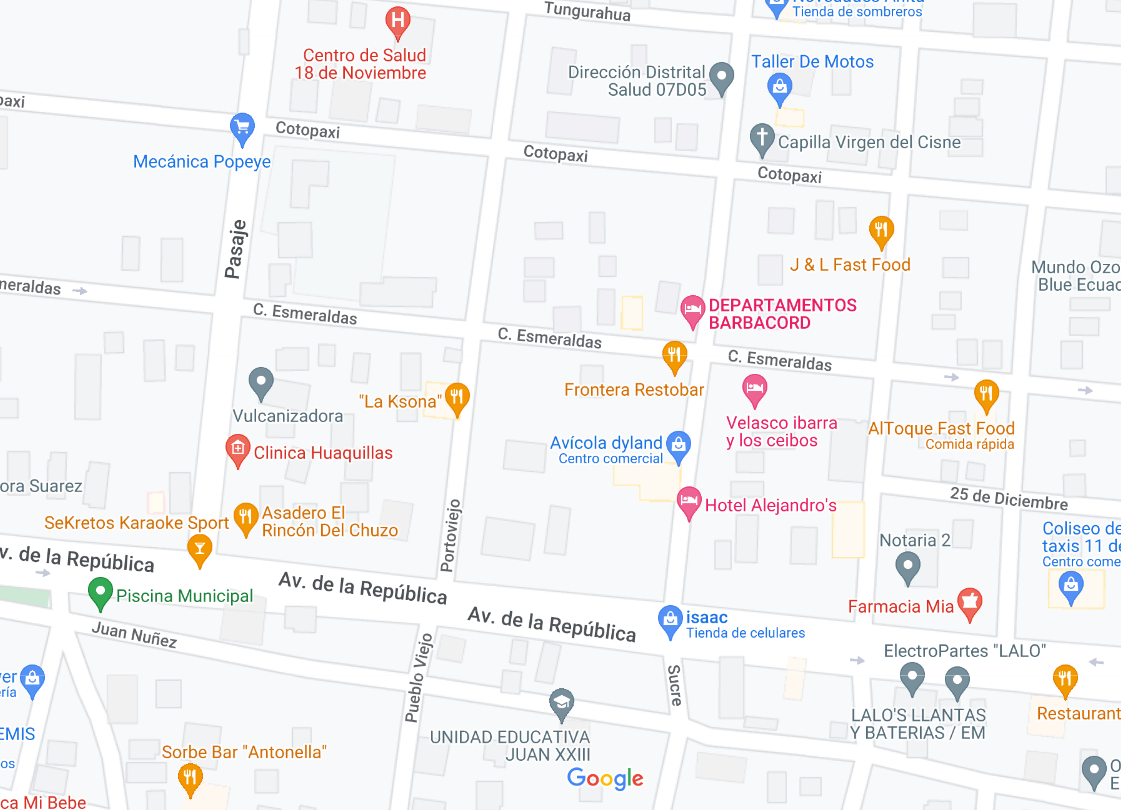 Tungurahua
Novedades Anita
Tienda de sombreros
Centro de Salud
18 de Noviembre
Dirección Distrital
Salud 07D05
Taller De Motos
paxi
Cotopaxi
Mecánica Popeye
Cotopaxi
Capilla Virgen del Cisne
Cotopaxi
Pasaje
J & L Fast Food
Mundo Ozo
Blue Ecuad
neraldas
C. Esmeraldas
DEPARTAMENTOS
BARBACORD
C. Esmeraldas
C. Esmeraldas
Frontera Restobar
"La Ksona"
Vulcanizadora
Velasco ibarra
y los ceibos
AlToque Fast Food
Comida rápida
Avícola dyland
Centro comercial
Clinica Huaquillas
ora Suarez
25 de Diciembre
Hotel Alejandro's
SeKretos Karaoke Sport
Asadero El
Rincón Del Chuzo
Portoviejo
Coliseo de
taxis 11 de
Centro come
Notaria 2
v. de la República
Av. de la República
Piscina Municipal
Farmacia Mia
Av. de la República
isaac
Tienda de celulares
Juan Nuñez
Pueblo Viejo
ElectroPartes "LALO"
Sucre
ver
ería
LALO'S LLANTAS
Y BATERIAS / EM
Restaurant
EMIS
os
UNIDAD EDUCATIVA
JUAN XXIII
Sorbe Bar "Antonella"
Google
O
E
ca Mi Bebe